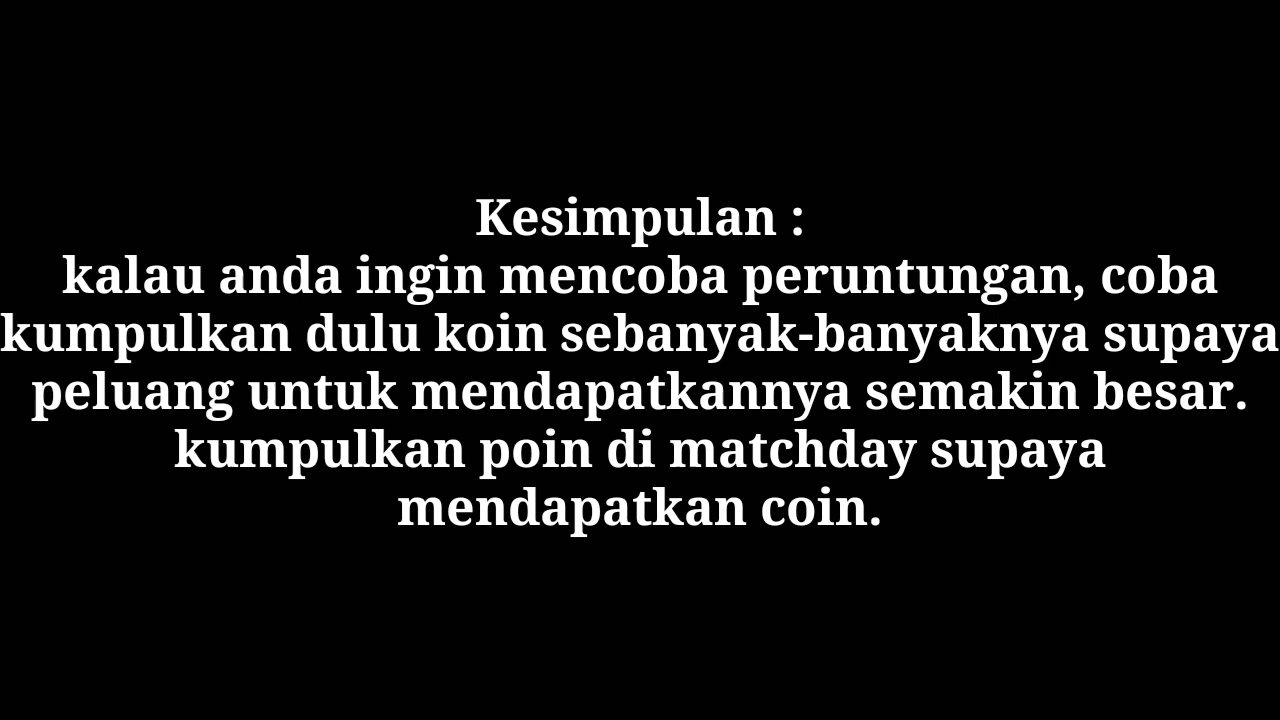 Kesimpulan :
kalau anda ingin mencoba peruntungan, coba
kumpulkan dulu koin sebanyak-banyaknya supaya
peluang untuk mendapatkannya semakin besar.
kumpulkan poin di matchday supaya
mendapatkan coin.